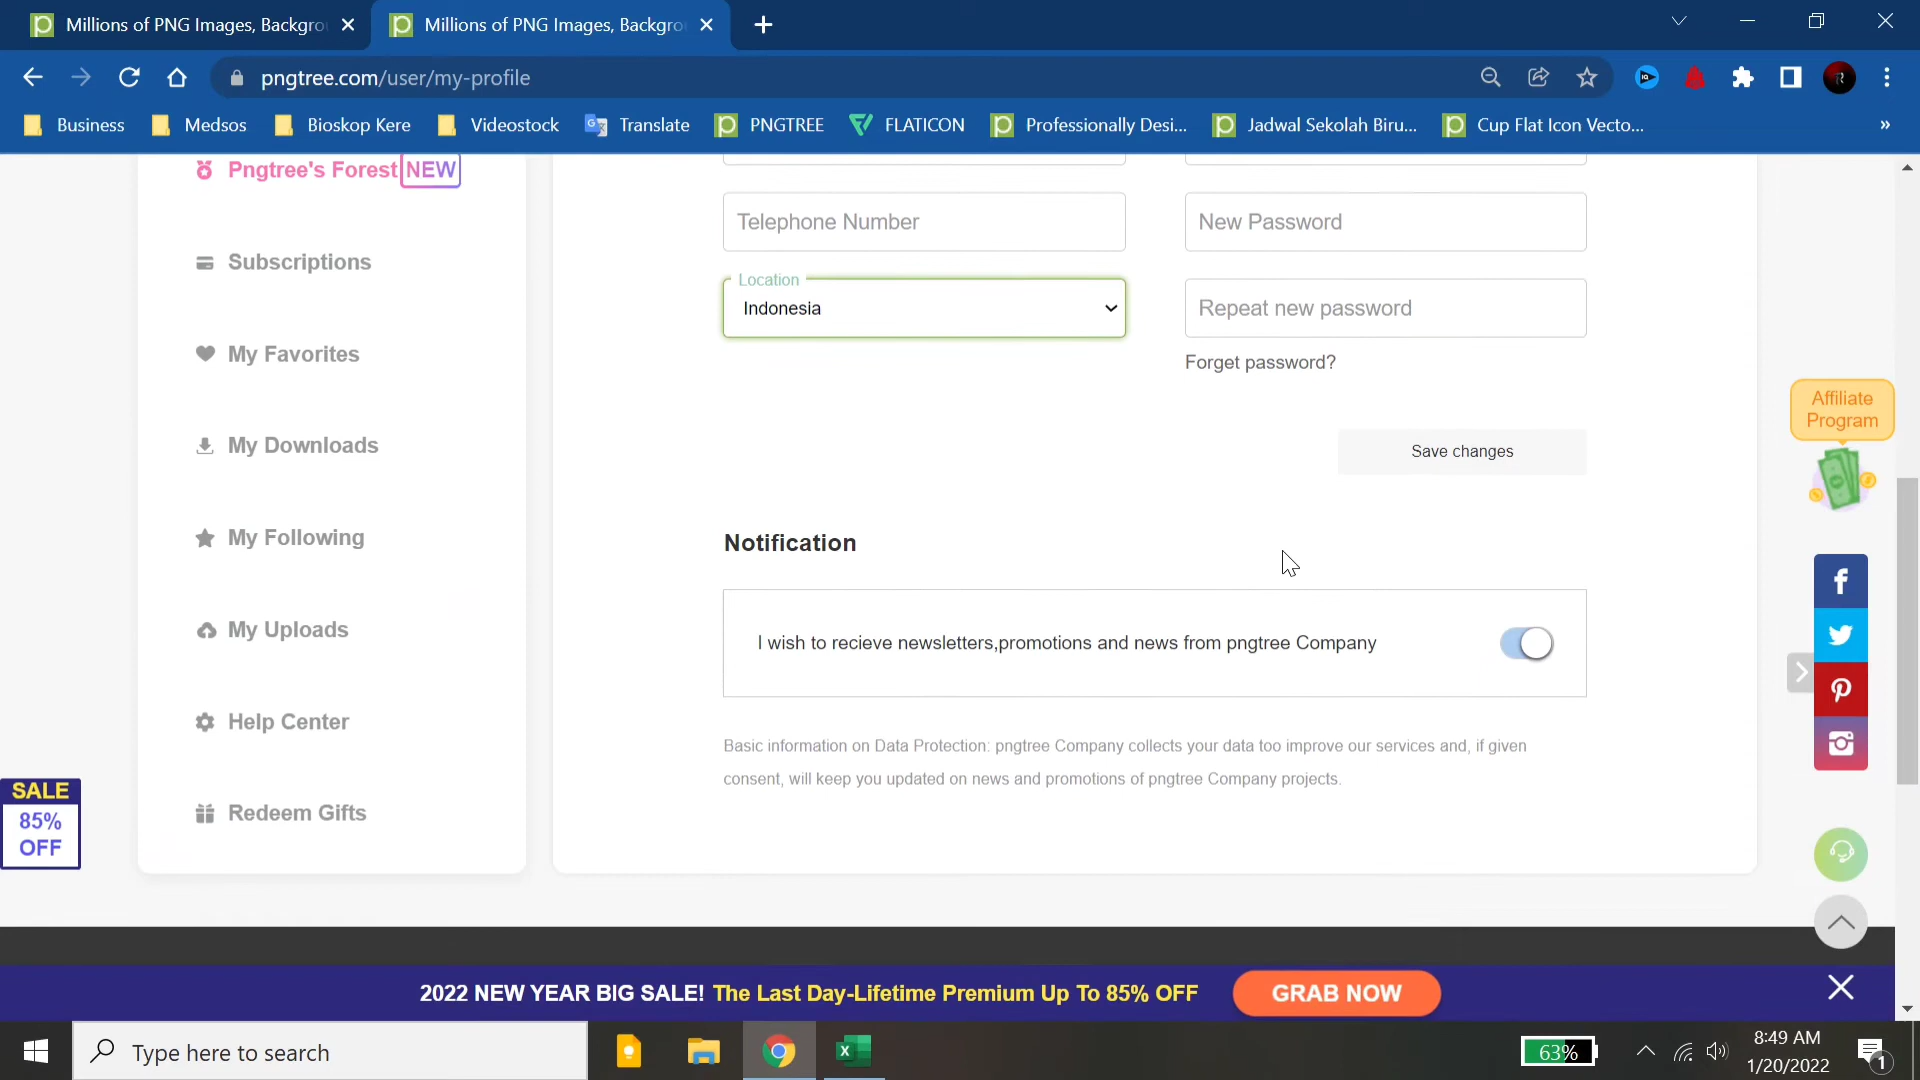 Millions of PNG Images, Backgro
Millions of PNG Images, Backgro
pngtree.com/user/my-profile
Business
Medsos
Bioskop Kere
Videostock
Translate
PNGTREE
FLATICON
Professionally Desi...
Jadwal Sekolah Biru...
Cup Flat Icon Vecto...
»
Pngtree's Forest NEW
Subscriptions
My Favorites
My Downloads
My Following
My Uploads
Help Center
Redeem Gifts
Telephone Number
New Password
Location
Indonesia
Repeat new password
Forget password?
Save changes
Notification
I wish to recieve newsletters,promotions and news from pngtree Company
Basic information on Data Protection: pngtree Company collects your data too improve our services and, if given
consent, will keep you updated on news and promotions of pngtree Company projects.
Affiliate
Program
SALE
85%
OFF
2022 NEW YEAR BIG SALE! The Last Day-Lifetime Premium Up To 85% OFF
GRAB NOW
Type here to search
63%
8:49 AM
1/20/2022
1